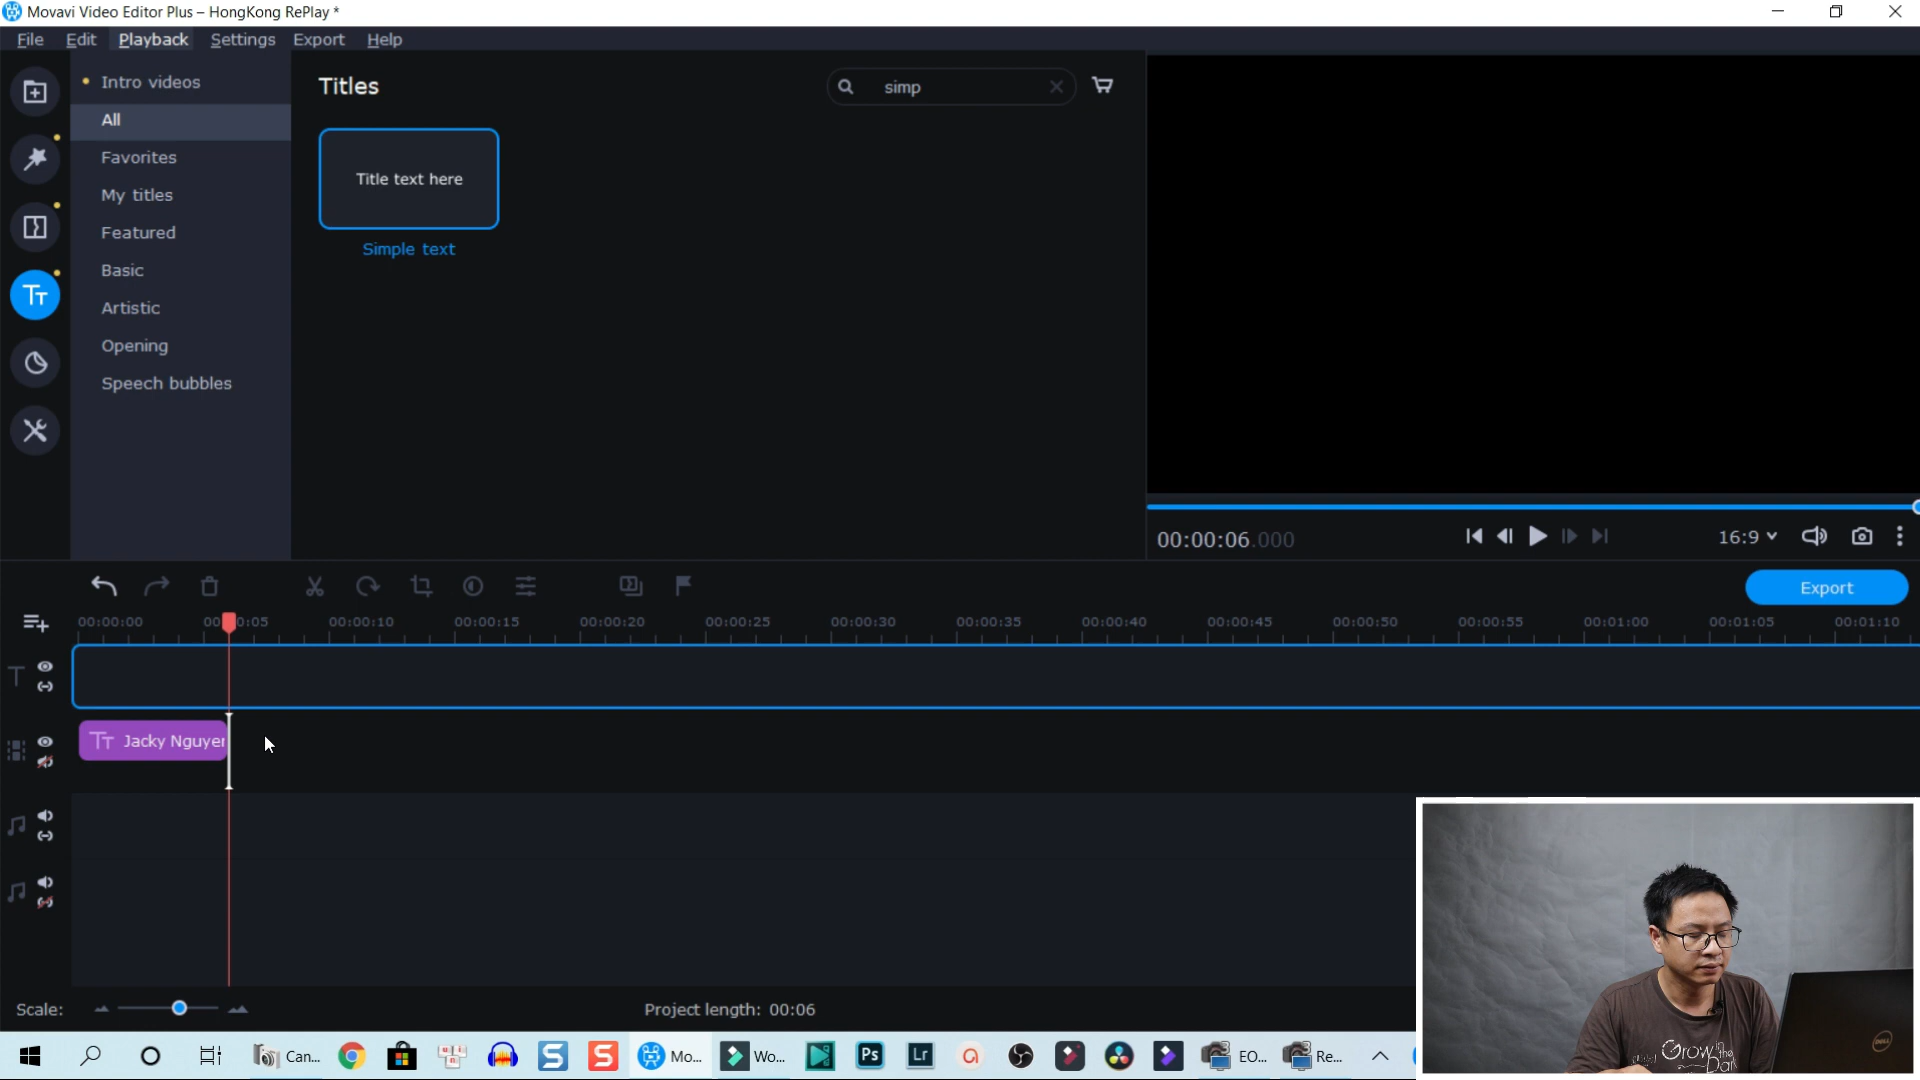 Movavi Video Editor Plus – HongKong RePlay *
File Edit Playback Settings Export Help
Intro videos
All
Favorites
My titles
Featured
Basic
Artistic
Opening
Speech bubbles
Titles
simp
Title text here
Simple text
00:00:06.000
16:9
Export
00:00:00 00:00:05 00:00:10 00:00:15 00:00:20 00:00:25 00:00:30 00:00:35 00:00:40 00:00:45 00:00:50 00:00:55 00:01:00 00:01:05 00:01:10
Jacky Nguyen
Scale:
Project length: 00:06
Can... Mo... Wo... Ps Lr EO... Re...
Grow in the Dark
DELL